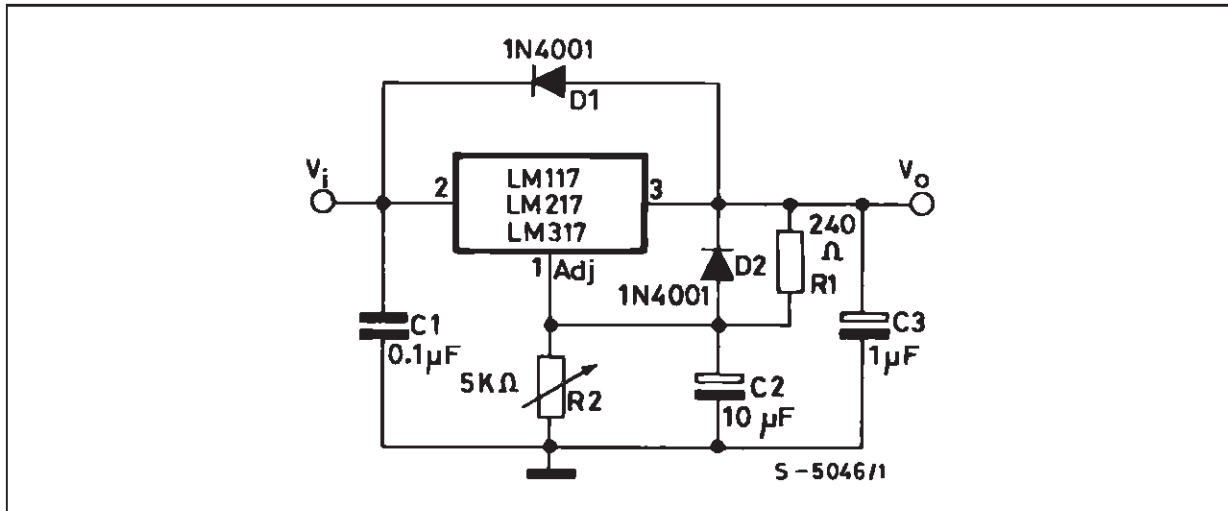 1N4001
D1
Vi
2
LM117
LM217
LM317
3
Vo
1 Adj
1N4001
D2
240
Ω
R1
C1
0.1µF
5KΩ
R2
C2
10 µF
C3
1µF
S-5046/1